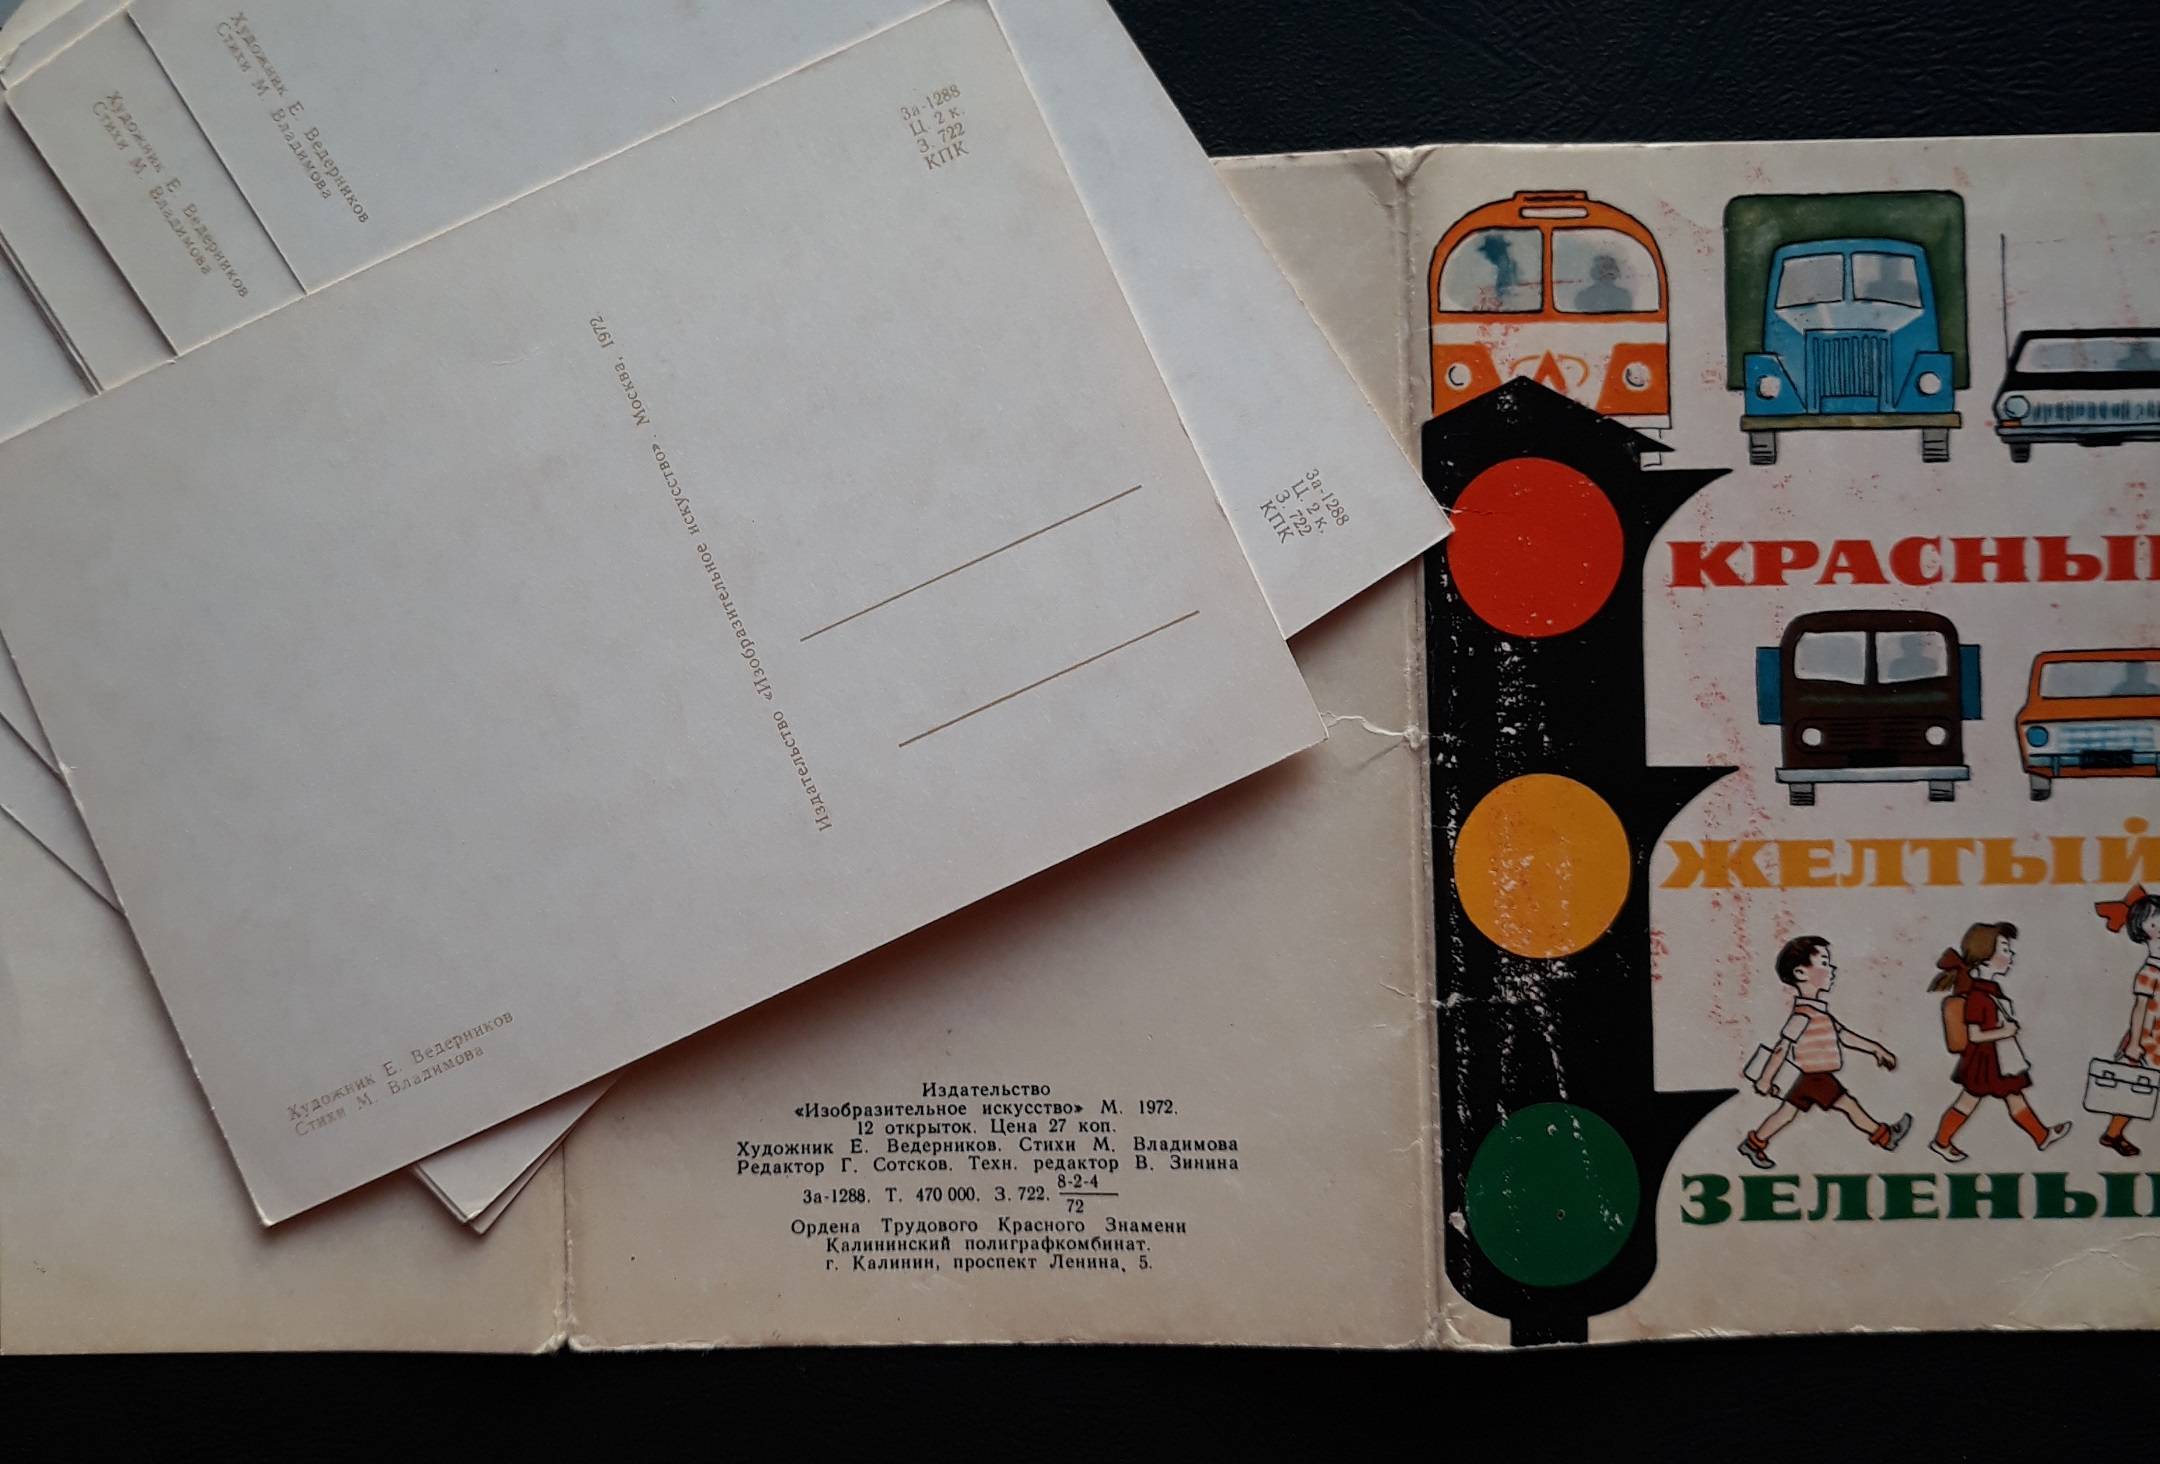 Художник Е. Ведерников
Стихи М. Владимова
Художник Е. Ведерников
Стихи М. Владимова
За-1288
Ц. 2 к.
З. 722
КПК
Издательство «Изобразительное искусство». Москва. 1972
Художник Е. Ведерников
Стихи М. Владимова
За-1288
Ц. 2 к.
З. 722
КПК
Издательство
«Изобразительное искусство» М. 1972.
12 открыток. Цена 27 коп.
Художник Е. Ведерников. Стихи М. Владимова
Редактор Г. Сотсков. Техн. редактор В. Зинина
За-1288. Т. 470 000. З. 722. 8-2-4
72
Ордена Трудового Красного Знамени
Калининский полиграфкомбинат.
г. Калинин, проспект Ленина, 5.
КРАСНЫ
ЖЕЛТЫЙ
ЗЕЛЕНЫ